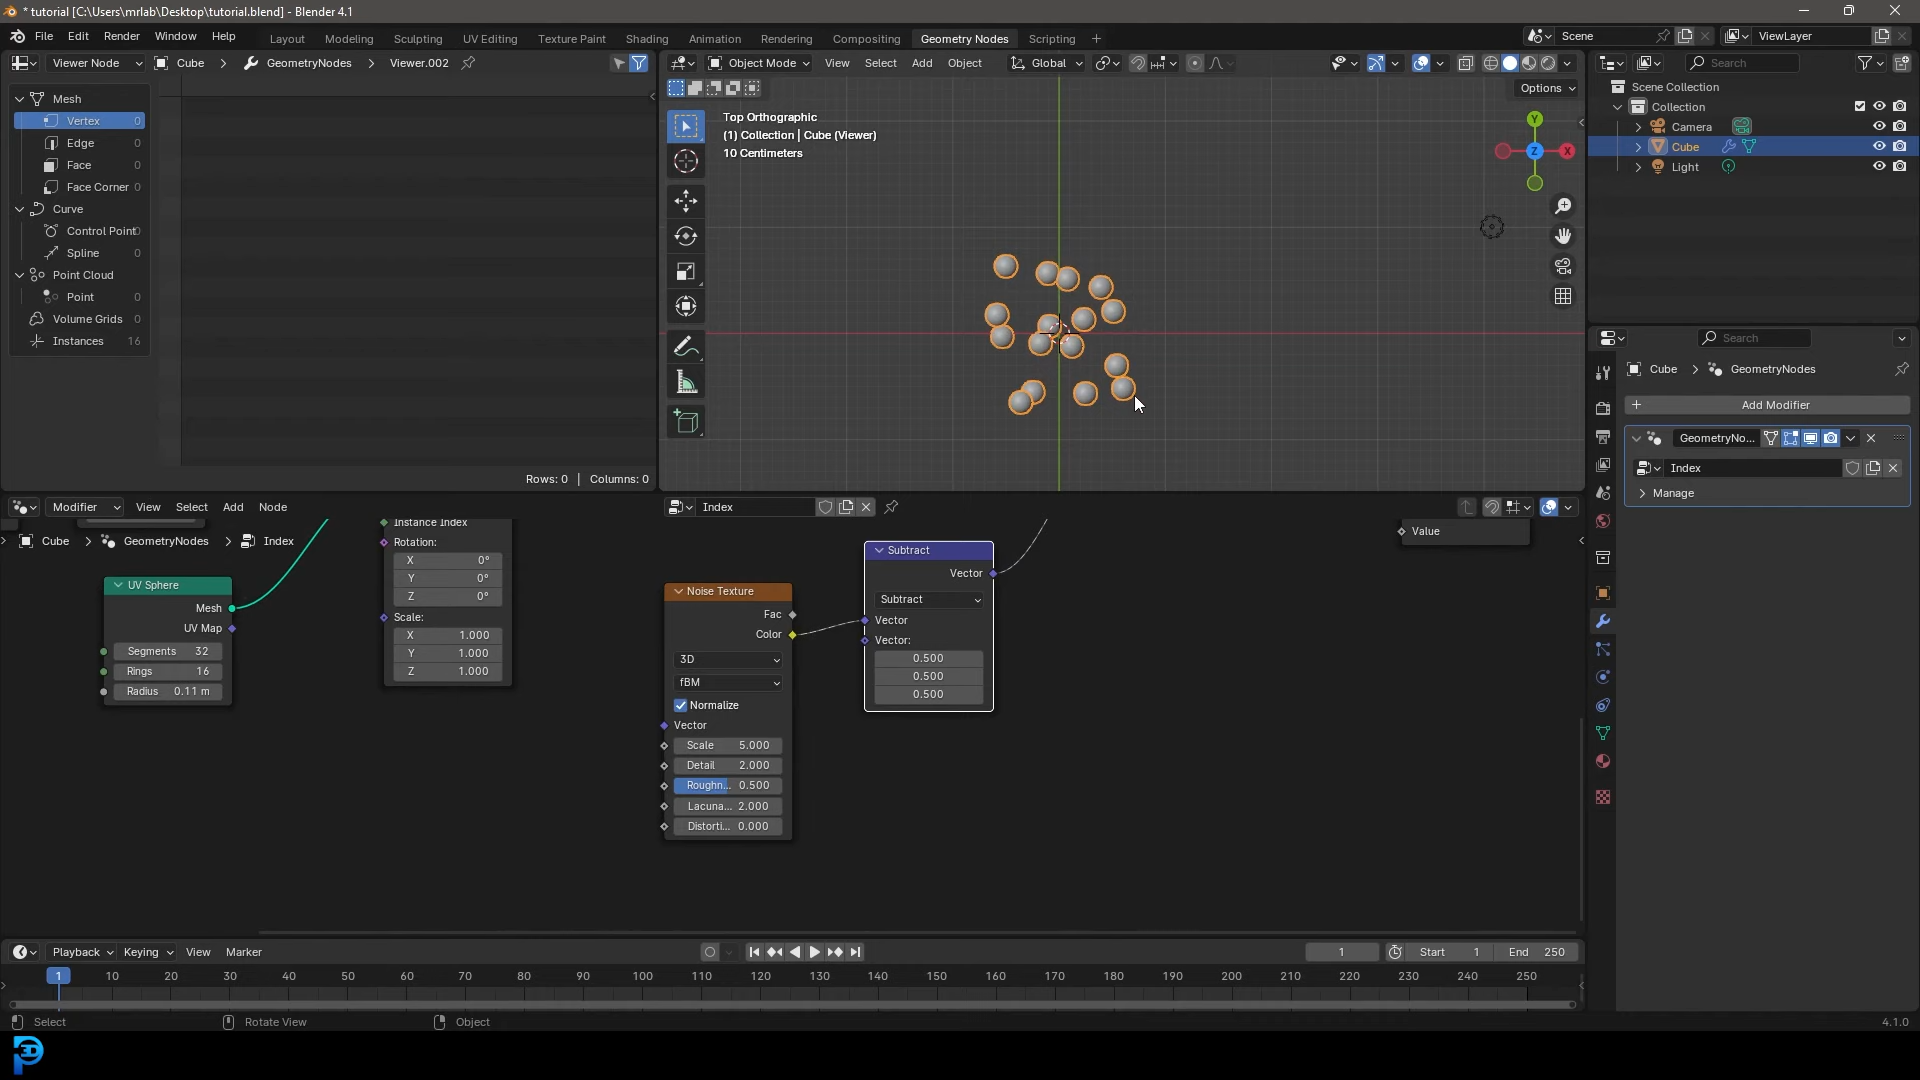 * tutorial [C:\Users\mrlab\Desktop\tutorial.blend] - Blender 4.1
File Edit Render Window Help
Layout Modeling Sculpting UV Editing Texture Paint Shading Animation Rendering Compositing Geometry Nodes Scripting +
Scene
ViewLayer
Viewer Node
Cube > GeometryNodes > Viewer.002
Mesh
Vertex 0
Edge 0
Face 0
Face Corner 0
Curve
Control Point 0
Spline 0
Point Cloud
Point 0
Volume Grids 0
Instances 16
Rows: 0 | Columns: 0
Object Mode View Select Add Object Global
Options
Top Orthographic
(1) Collection | Cube (Viewer)
10 Centimeters
Y
Z
X
Search
Scene Collection
Collection
Camera
Cube
Light
Search
Cube > GeometryNodes
+ Add Modifier
GeometryNo...
Index
Manage
Modifier View Select Add Node
Index
Cube > GeometryNodes > Index
UV Sphere
Mesh
UV Map
Segments 32
Rings 16
Radius 0.11 m
Instance Index
Rotation:
X 0°
Y 0°
Z 0°
Scale:
X 1.000
Y 1.000
Z 1.000
Noise Texture
Fac
Color
3D
fBM
Normalize
Vector
Scale 5.000
Detail 2.000
Roughn... 0.500
Lacuna... 2.000
Distorti... 0.000
Subtract
Vector
Subtract
Vector
Vector:
0.500
0.500
0.500
Value
Playback Keying View Marker
1
Start 1
End 250
1 10 20 30 40 50 60 70 80 90 100 110 120 130 140 150 160 170 180 190 200 210 220 230 240 250
Select
Rotate View
Object
4.1.0